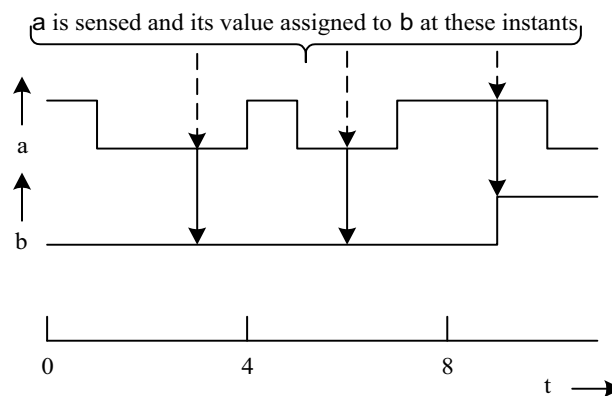 a is sensed and its value assigned to b at these instants
a
b
0 4 8
t